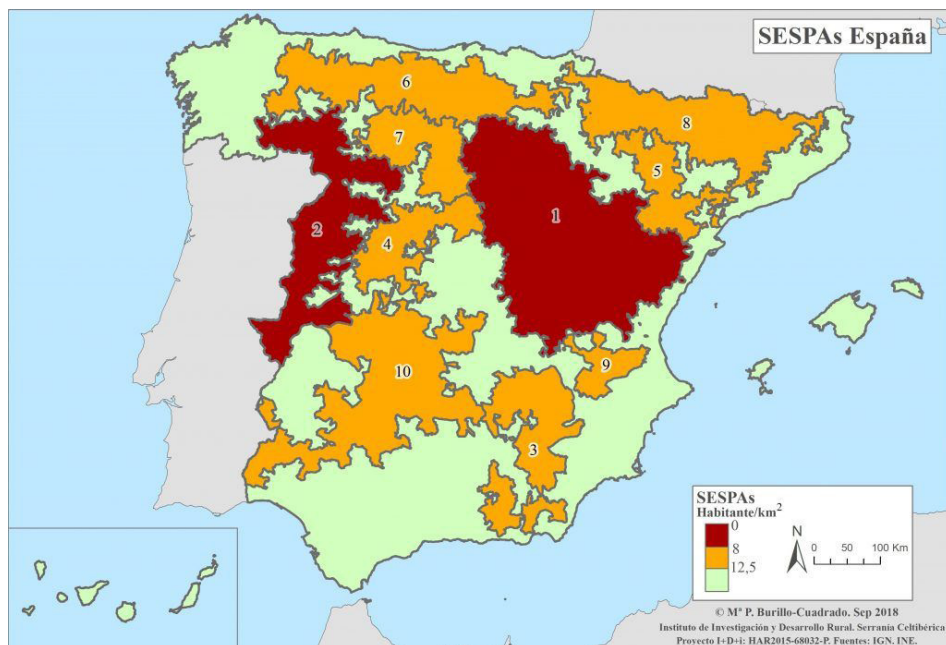 SESPAs España
6
8
7
5
1
2
4
9
10
3
SESPAs
Habitante/km²
0
8
12,5
N
0 50 100 Km
© Mª P. Burillo-Cuadrado. Sep 2018
Instituto de Investigación y Desarrollo Rural. Serranía Celtibérica
Proyecto I+D+i: HAR2015-68032-P. Fuentes: IGN. INE.